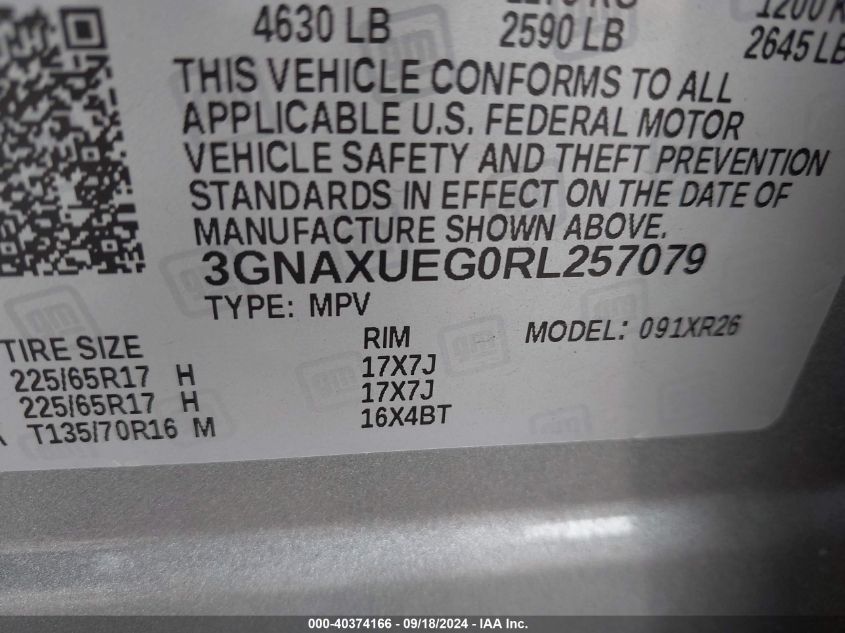 4630 LB 2590 LB 2645 LB
THIS VEHICLE CONFORMS TO ALL
APPLICABLE U.S. FEDERAL MOTOR
VEHICLE SAFETY AND THEFT PREVENTION
STANDARDS IN EFFECT ON THE DATE OF
MANUFACTURE SHOWN ABOVE.
3GNAXUEG0RL257079
TYPE: MPV
MODEL: 091XR26
TIRE SIZE RIM
225/65R17 H 17X7J
225/65R17 H 17X7J
T135/70R16 M 16X4BT
000-40374166 - 09/18/2024 - IAA Inc.